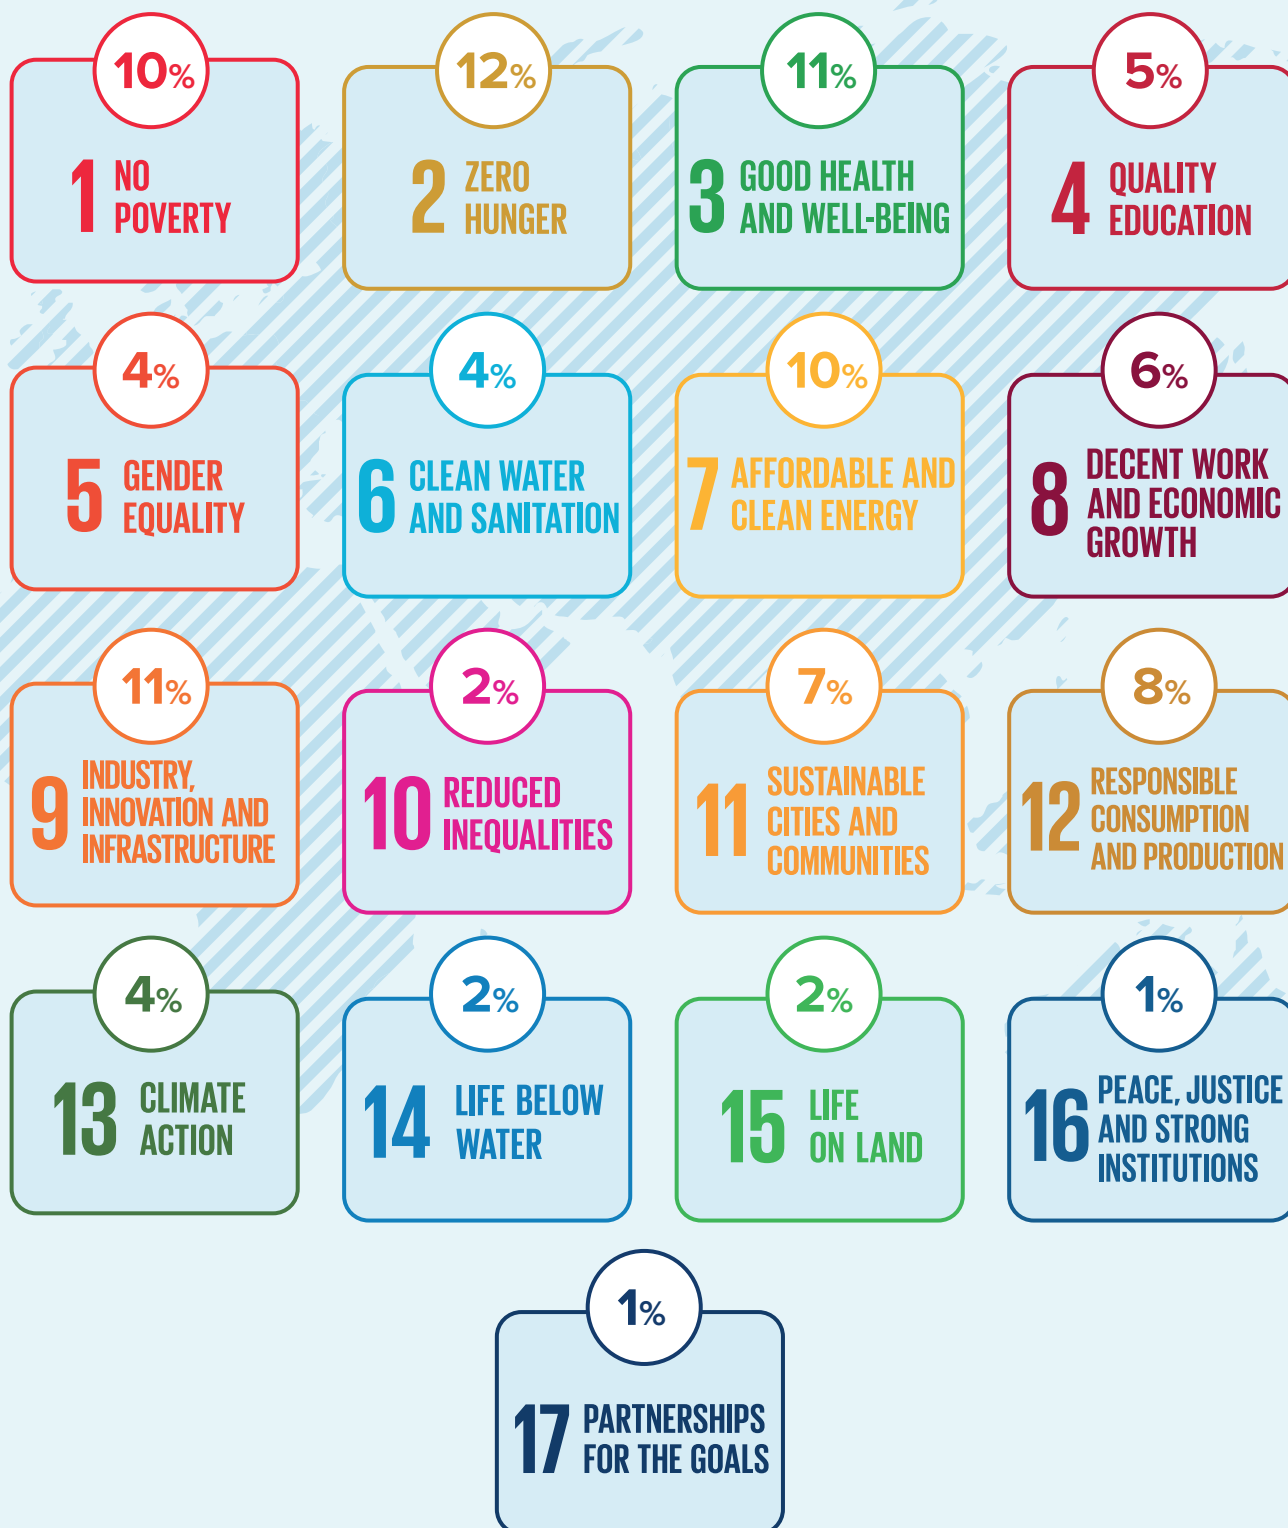 10%
1 NO
POVERTY
12%
2 ZERO
HUNGER
11%
3 GOOD HEALTH
AND WELL-BEING
5%
4 QUALITY
EDUCATION
4%
5 GENDER
EQUALITY
4%
6 CLEAN WATER
AND SANITATION
10%
7 AFFORDABLE AND
CLEAN ENERGY
6%
8 DECENT WORK
AND ECONOMIC
GROWTH
11%
9 INDUSTRY,
INNOVATION AND
INFRASTRUCTURE
2%
10 REDUCED
INEQUALITIES
7%
11 SUSTAINABLE
CITIES AND
COMMUNITIES
8%
12 RESPONSIBLE
CONSUMPTION
AND PRODUCTION
4%
13 CLIMATE
ACTION
2%
14 LIFE BELOW
WATER
2%
15 LIFE
ON LAND
1%
16 PEACE, JUSTICE
AND STRONG
INSTITUTIONS
1%
17 PARTNERSHIPS
FOR THE GOALS